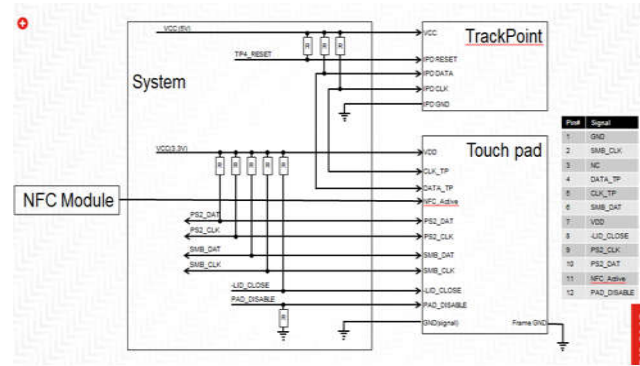 VCC (5V)
TP4_RESET
System
VCC(3.3V)
NFC Module
PS2_DAT
PS2_CLK
SMB_DAT
SMB_CLK
-LID_CLOSE
PAD_DISABLE
R R R
R R R R R
R
TrackPoint
VCC
IPD RESET
IPD DATA
IPD CLK
IPD GND
Touch pad
VDD
CLK_TP
DATA_TP
NFC_Active
PS2_DAT
PS2_CLK
SMB_DAT
SMB_CLK
-LID_CLOSE
PAD_DISABLE
GND(signal)
Frame GND
Pin# Signal
1 GND
2 SMB_CLK
3 NC
4 DATA_TP
5 CLK_TP
6 SMB_DAT
7 VDD
8 -LID_CLOSE
9 PS2_CLK
10 PS2_DAT
11 NFC_Active
12 PAD_DISABLE